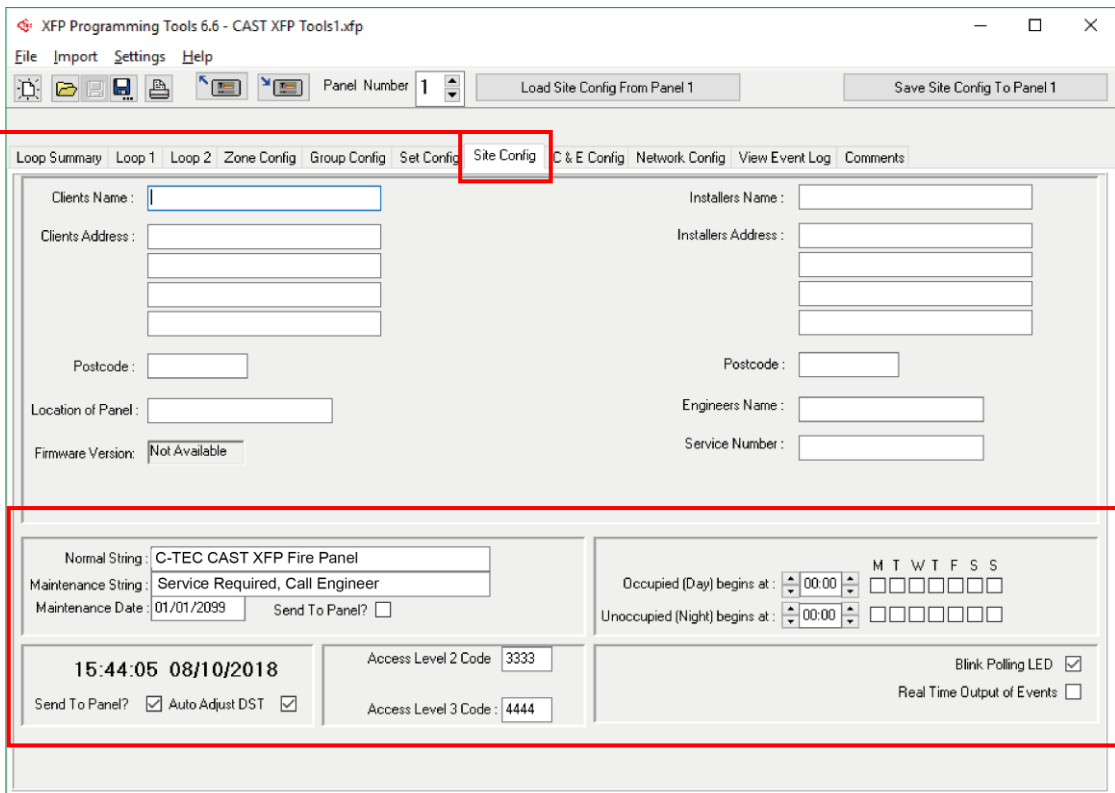 XFP Programming Tools 6.6 - CAST XFP Tools1.xfp
File Import Settings Help
Panel Number 1 Load Site Config From Panel 1 Save Site Config To Panel 1
Loop Summary Loop 1 Loop 2 Zone Config Group Config Set Config Site Config C & E Config Network Config View Event Log Comments
Clients Name : Installers Name :
Clients Address : Installers Address :
Postcode : Postcode :
Location of Panel : Engineers Name :
Firmware Version: Not Available Service Number :
Normal String : C-TEC CAST XFP Fire Panel
M T W T F S S
Maintenance String : Service Required, Call Engineer Occupied (Day) begins at : 00:00
Maintenance Date : 01/01/2099 Send To Panel? Unoccupied (Night) begins at : 00:00
15:44:05 08/10/2018 Access Level 2 Code 3333 Blink Polling LED
Send To Panel? Auto Adjust DST Access Level 3 Code : 4444 Real Time Output of Events